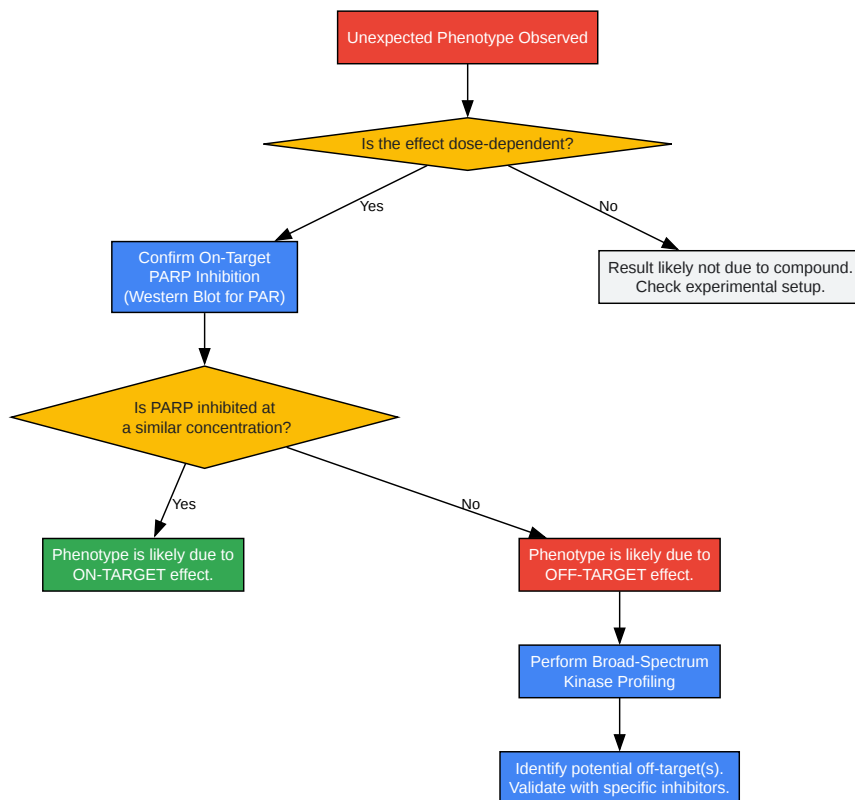 Unexpected Phenotype Observed
Is the effect dose-dependent?
Yes
No
Confirm On-Target
PARP Inhibition
(Western Blot for PAR)
Result likely not due to compound.
Check experimental setup.
Is PARP inhibited at
a similar concentration?
Yes
No
Phenotype is likely due to
ON-TARGET effect.
Phenotype is likely due to
OFF-TARGET effect.
Perform Broad-Spectrum
Kinase Profiling
Identify potential off-target(s).
Validate with specific inhibitors.